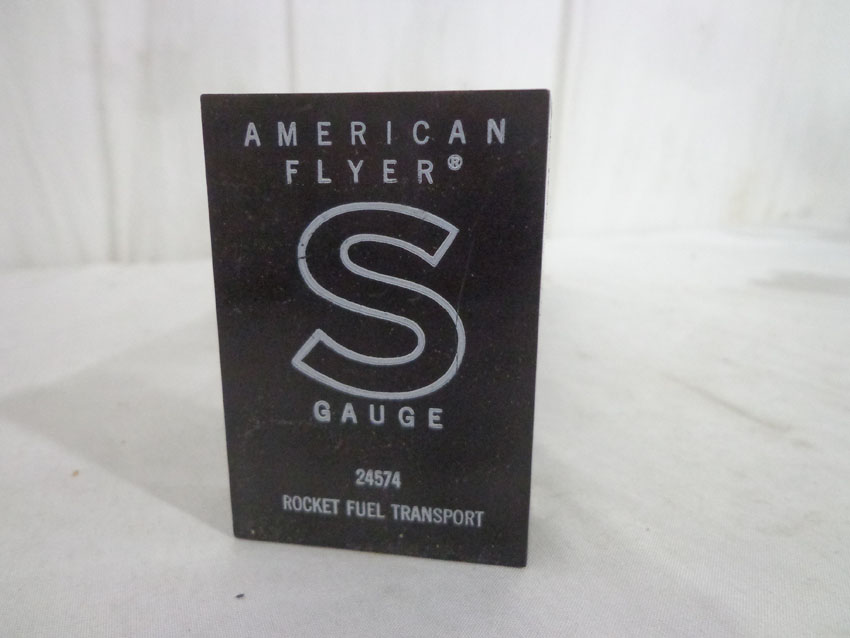 AMERICAN
FLYER®
S
GAUGE
24574
ROCKET FUEL TRANSPORT